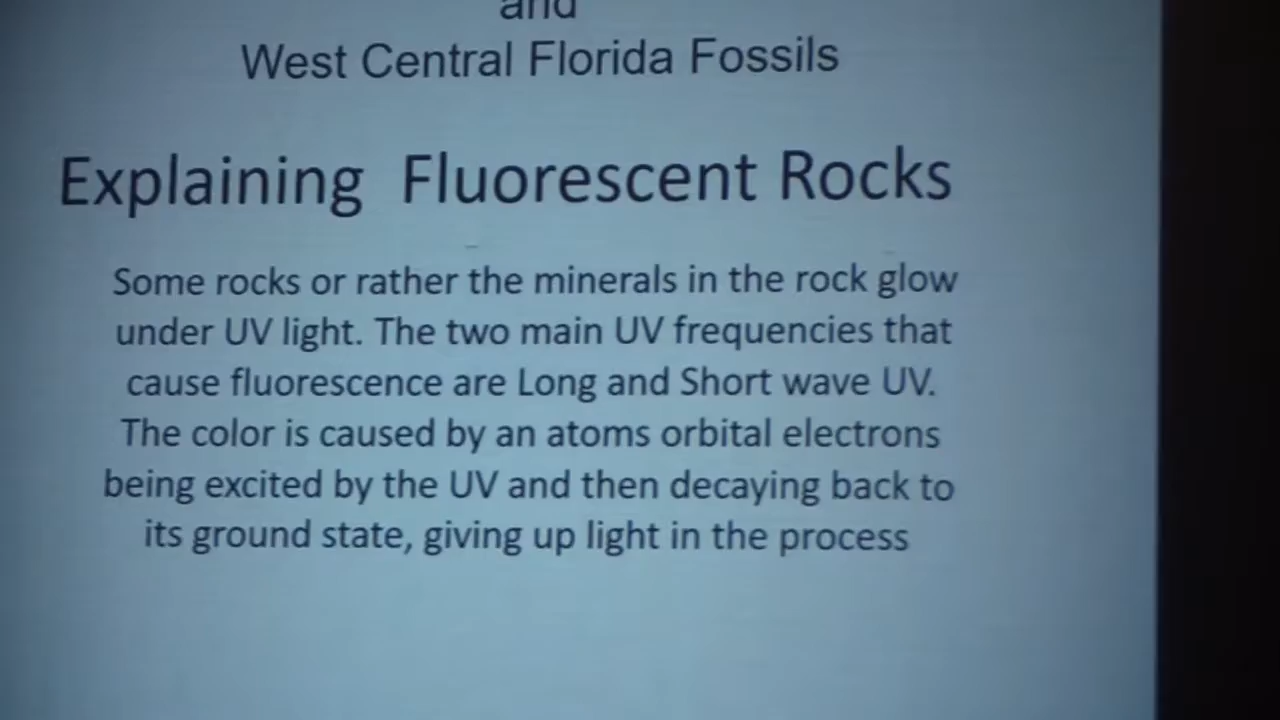 and
West Central Florida Fossils
Explaining Fluorescent Rocks
Some rocks or rather the minerals in the rock glow
under UV light. The two main UV frequencies that
cause fluorescence are Long and Short wave UV.
The color is caused by an atoms orbital electrons
being excited by the UV and then decaying back to
its ground state, giving up light in the process